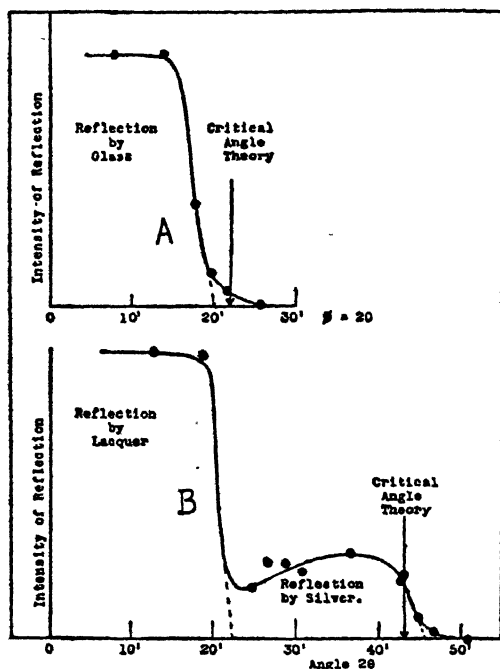 Intensity of Reflection
Reflection
by
Glass
Critical
Angle
Theory
A
0 10' 20' 30' ø = 2θ
Intensity of Reflection
Reflection
by
Lacquer
B
Critical
Angle
Theory
Reflection
by Silver.
0 10' 20' 30' 40' 50'
Angle 2θ